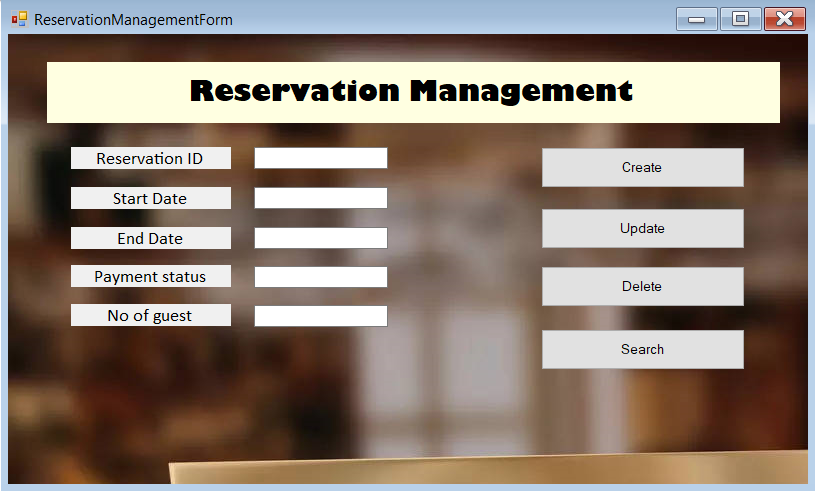 ReservationManagementForm
Reservation Management
Reservation ID
Start Date
End Date
Payment status
No of guest
Create
Update
Delete
Search